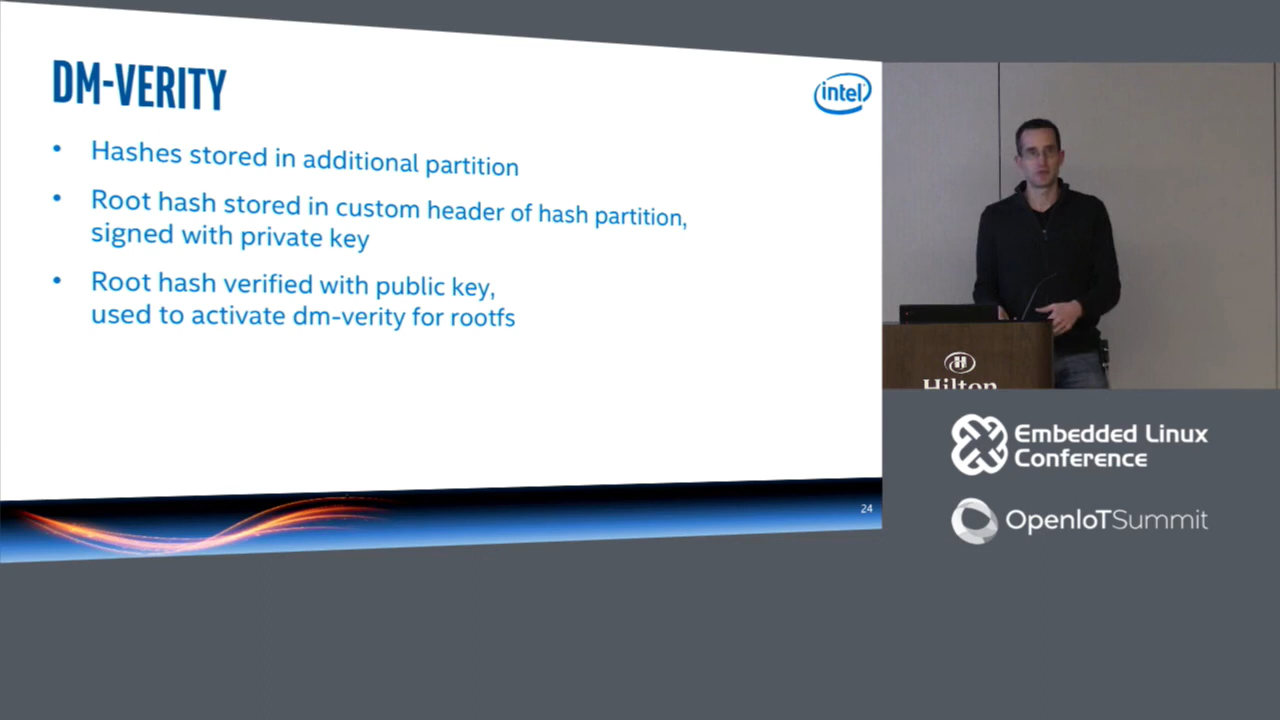 DM-VERITY
intel
• Hashes stored in additional partition
• Root hash stored in custom header of hash partition,
signed with private key
• Root hash verified with public key,
used to activate dm-verity for rootfs
24
Hilton
Embedded Linux
Conference
OpenIoTSummit